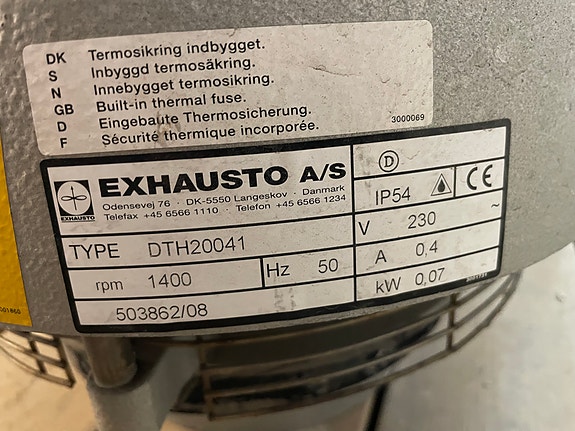 DK Termosikring indbygget.
S Inbyggd termosäkring.
N Innebygget termosikring.
GB Built-in thermal fuse.
D Eingebaute Thermosicherung.
F Sécurité thermique incorporée.
3000069
EXHAUSTO
EXHAUSTO A/S
Odensevej 76 · DK-5550 Langeskov · Danmark
Telefax +45 6566 1110 · Telefon +45 6566 1234
D
IP54 CE
TYPE DTH20041
V 230 ~
rpm 1400 Hz 50
A 0,4
503862/08
kW 0,07